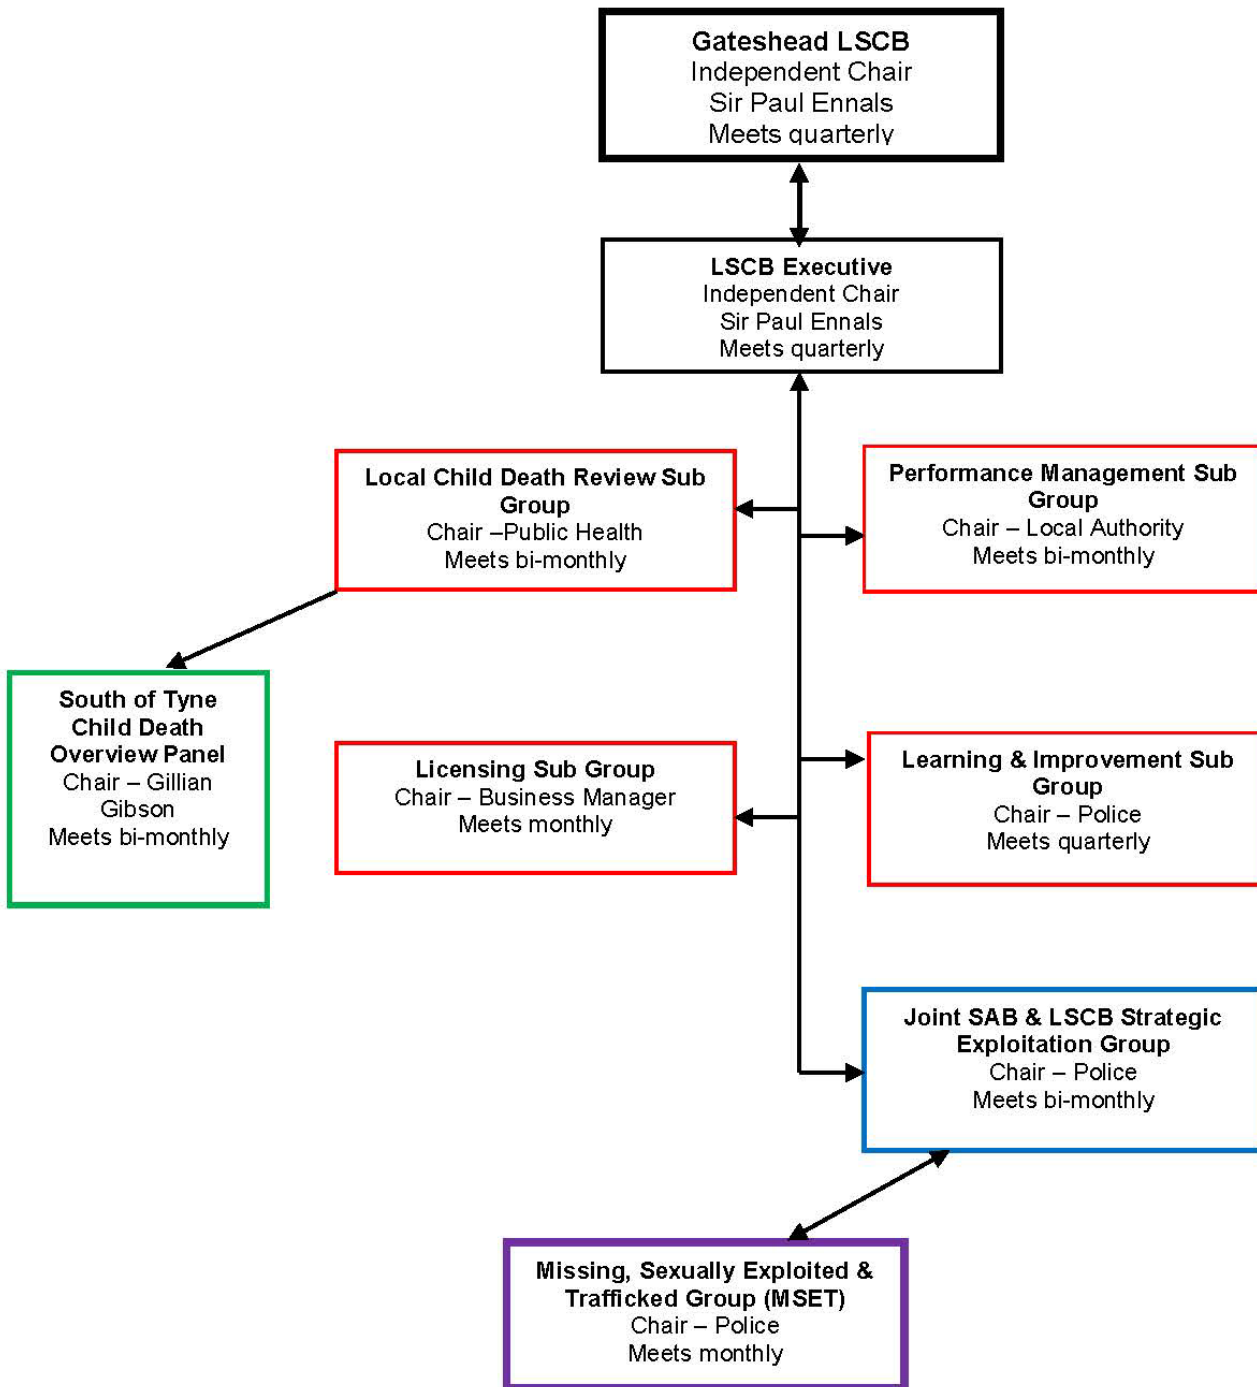 Gateshead LSCB
Independent Chair
Sir Paul Ennals
Meets quarterly
LSCB Executive
Independent Chair
Sir Paul Ennals
Meets quarterly
Local Child Death Review Sub
Group
Chair –Public Health
Meets bi-monthly
Performance Management Sub
Group
Chair – Local Authority
Meets bi-monthly
South of Tyne
Child Death
Overview Panel
Chair – Gillian
Gibson
Meets bi-monthly
Licensing Sub Group
Chair – Business Manager
Meets monthly
Learning & Improvement Sub
Group
Chair – Police
Meets quarterly
Joint SAB & LSCB Strategic
Exploitation Group
Chair – Police
Meets bi-monthly
Missing, Sexually Exploited &
Trafficked Group (MSET)
Chair – Police
Meets monthly